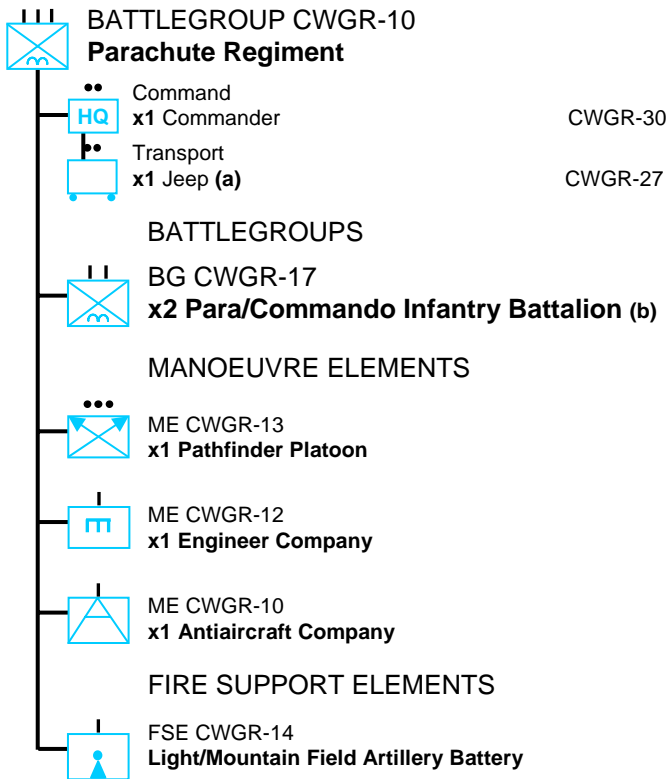 BATTLEGROUP CWGR-10
Parachute Regiment
Command
HQ x1 Commander CWGR-30
Transport
x1 Jeep (a) CWGR-27
BATTLEGROUPS
BG CWGR-17
x2 Para/Commando Infantry Battalion (b)
MANOEUVRE ELEMENTS
ME CWGR-13
x1 Pathfinder Platoon
ME CWGR-12
x1 Engineer Company
ME CWGR-10
x1 Antiaircraft Company
FIRE SUPPORT ELEMENTS
FSE CWGR-14
Light/Mountain Field Artillery Battery